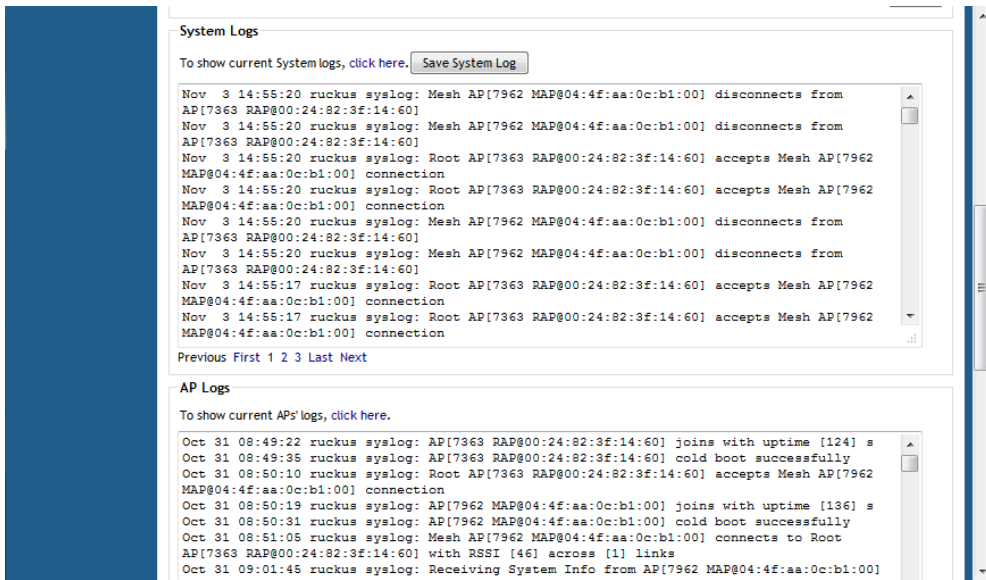 System Logs
To show current System logs, click here. Save System Log
Nov  3 14:55:20 ruckus syslog: Mesh AP[7962 MAP@04:4f:aa:0c:b1:00] disconnects from
AP[7363 RAP@00:24:82:3f:14:60]
Nov  3 14:55:20 ruckus syslog: Mesh AP[7962 MAP@04:4f:aa:0c:b1:00] disconnects from
AP[7363 RAP@00:24:82:3f:14:60]
Nov  3 14:55:20 ruckus syslog: Root AP[7363 RAP@00:24:82:3f:14:60] accepts Mesh AP[7962
MAP@04:4f:aa:0c:b1:00] connection
Nov  3 14:55:20 ruckus syslog: Root AP[7363 RAP@00:24:82:3f:14:60] accepts Mesh AP[7962
MAP@04:4f:aa:0c:b1:00] connection
Nov  3 14:55:20 ruckus syslog: Mesh AP[7962 MAP@04:4f:aa:0c:b1:00] disconnects from
AP[7363 RAP@00:24:82:3f:14:60]
Nov  3 14:55:20 ruckus syslog: Mesh AP[7962 MAP@04:4f:aa:0c:b1:00] disconnects from
AP[7363 RAP@00:24:82:3f:14:60]
Nov  3 14:55:17 ruckus syslog: Root AP[7363 RAP@00:24:82:3f:14:60] accepts Mesh AP[7962
MAP@04:4f:aa:0c:b1:00] connection
Nov  3 14:55:17 ruckus syslog: Root AP[7363 RAP@00:24:82:3f:14:60] accepts Mesh AP[7962
MAP@04:4f:aa:0c:b1:00] connection
Previous First 1 2 3 Last Next
AP Logs
To show current APs' logs, click here.
Oct 31 08:49:22 ruckus syslog: AP[7363 RAP@00:24:82:3f:14:60] joins with uptime [124] s
Oct 31 08:49:35 ruckus syslog: AP[7363 RAP@00:24:82:3f:14:60] cold boot successfully
Oct 31 08:50:10 ruckus syslog: Root AP[7363 RAP@00:24:82:3f:14:60] accepts Mesh AP[7962
MAP@04:4f:aa:0c:b1:00] connection
Oct 31 08:50:19 ruckus syslog: AP[7962 MAP@04:4f:aa:0c:b1:00] joins with uptime [136] s
Oct 31 08:50:31 ruckus syslog: AP[7962 MAP@04:4f:aa:0c:b1:00] cold boot successfully
Oct 31 08:51:05 ruckus syslog: Mesh AP[7962 MAP@04:4f:aa:0c:b1:00] connects to Root
AP[7363 RAP@00:24:82:3f:14:60] with RSSI [46] across [1] links
Oct 31 09:01:45 ruckus syslog: Receiving System Info from AP[7962 MAP@04:4f:aa:0c:b1:00]